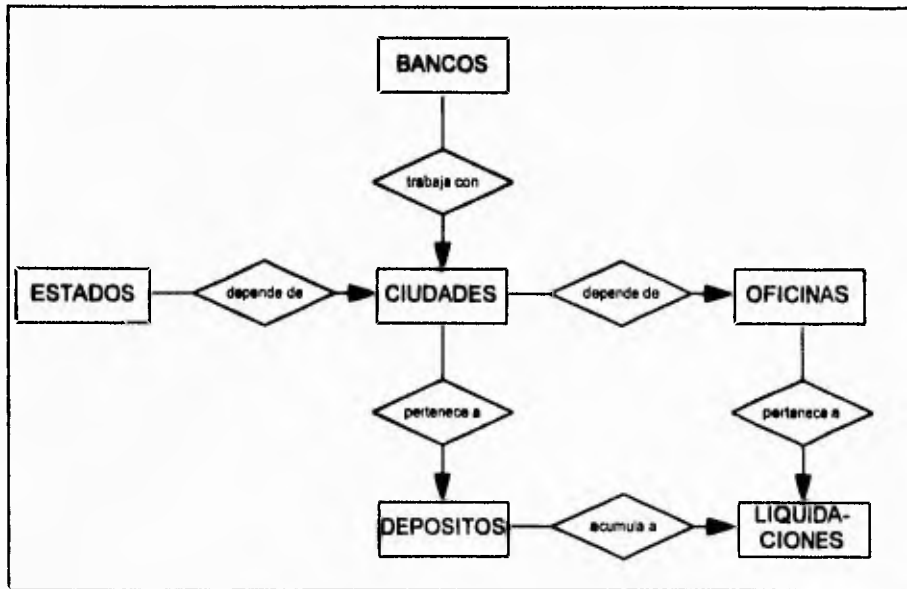 BANCOS
trabaja con
ESTADOS
depende de
CIUDADES
depende de
OFICINAS
pertenece a
pertenece a
DEPOSITOS
acumula a
LIQUIDA-
CIONES